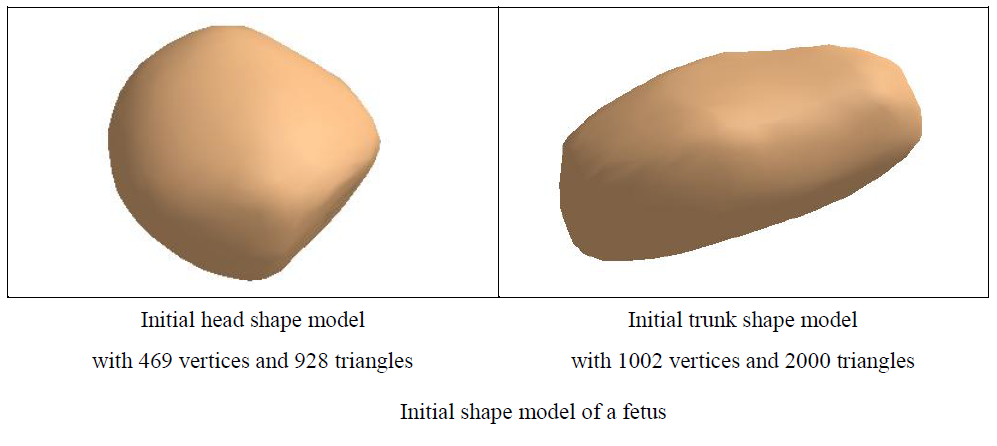 Initial head shape model
with 469 vertices and 928 triangles
Initial trunk shape model
with 1002 vertices and 2000 triangles
Initial shape model of a fetus